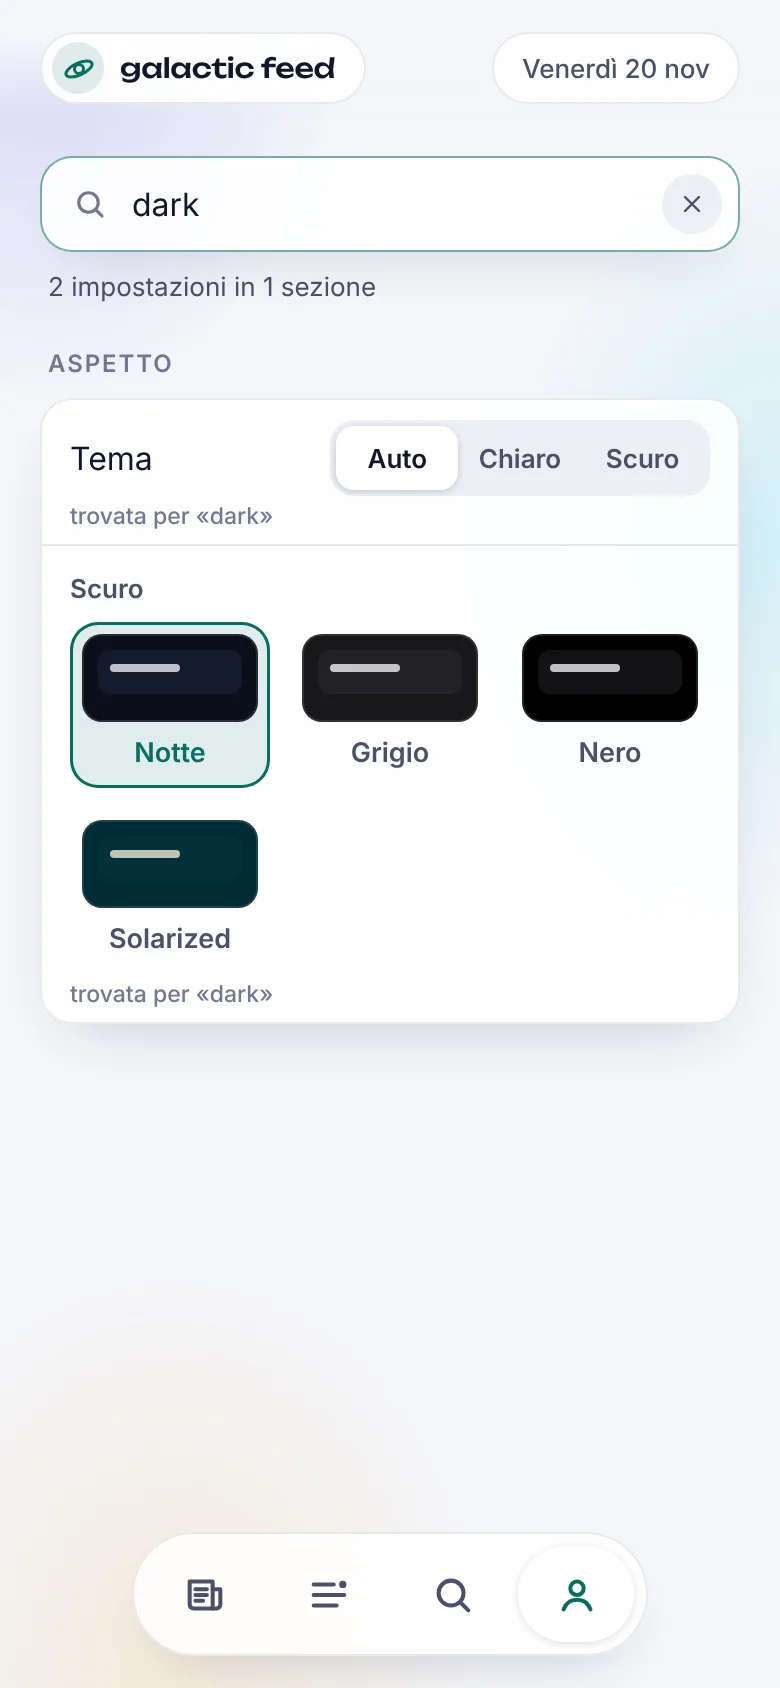 galactic feed
Venerdì 20 nov
dark
2 impostazioni in 1 sezione
ASPETTO
Tema
Auto
Chiaro
Scuro
trovata per «dark»
Scuro
Notte
Grigio
Nero
Solarized
trovata per «dark»